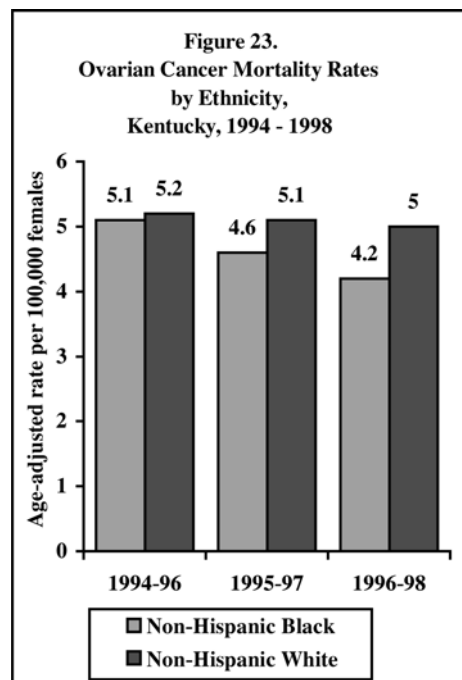 Figure 23.
Ovarian Cancer Mortality Rates
by Ethnicity,
Kentucky, 1994 - 1998
Age-adjusted rate per 100,000 females
6
5
4
3
2
1
0
5.1 5.2
4.6 5.1
4.2 5
1994-96 1995-97 1996-98
Non-Hispanic Black
Non-Hispanic White